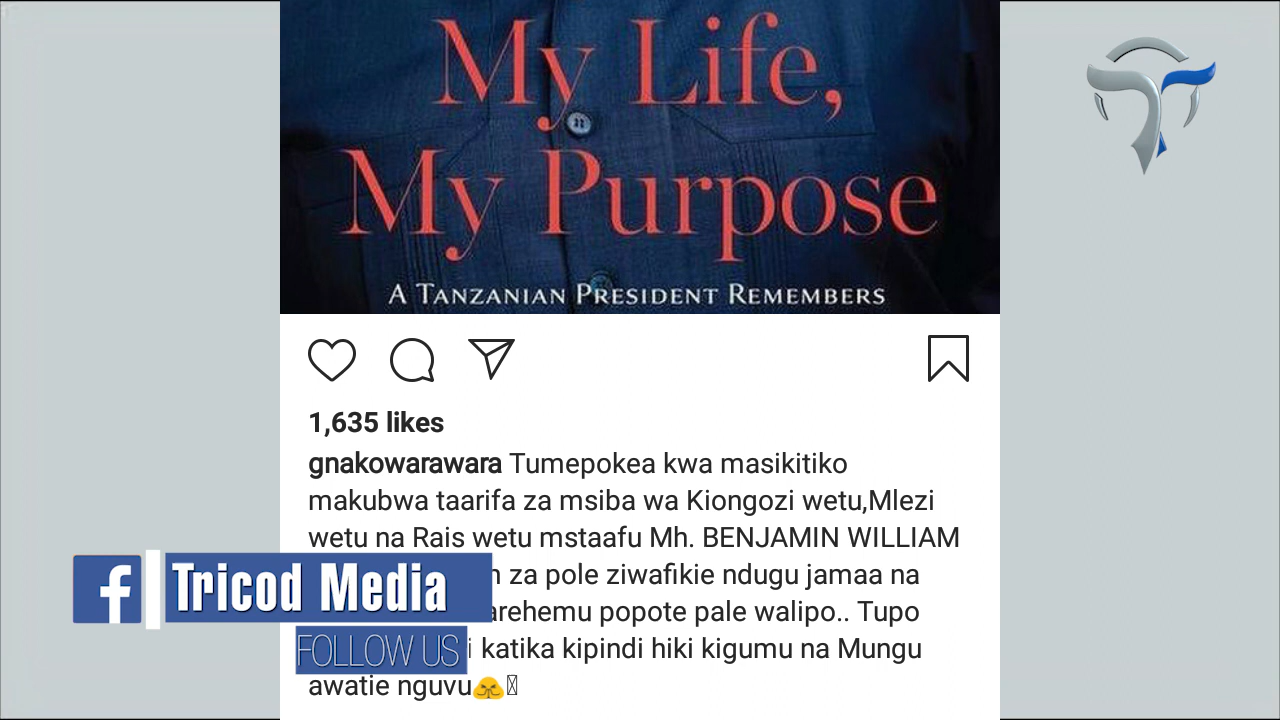 My Life,
My Purpose
A Tanzanian President Remembers
1,635 likes
gnakowarawara Tumepokea kwa masikitiko
makubwa taarifa za msiba wa Kiongozi wetu,Mlezi
wetu na Rais wetu mstaafu Mh. BENJAMIN WILLIAM
za pole ziwafikie ndugu jamaa na
popote pale walipo.. Tupo
katika kipindi hiki kigumu na Mungu
awatie nguvu🙏
f Tricod Media
FOLLOW US